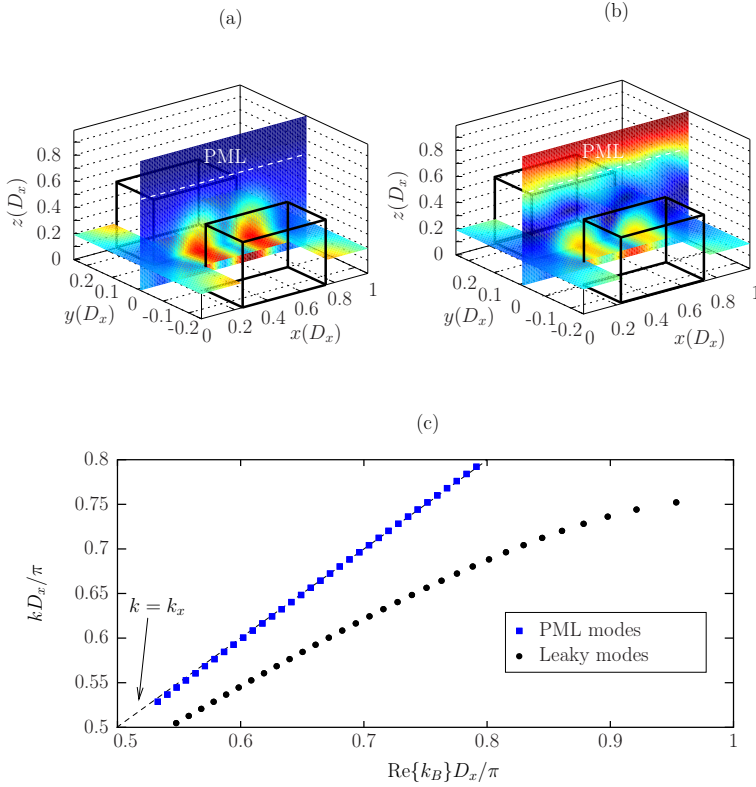 (a)
PML
z(D_x)
0.8
0.6
0.4
0.2
0
0.2
0.1
0
-0.1
-0.2
y(D_x)
0
0.2
0.4
0.6
0.8
1
x(D_x)
(b)
PML
z(D_x)
0.8
0.6
0.4
0.2
0
0.2
0.1
0
-0.1
-0.2
y(D_x)
0
0.2
0.4
0.6
0.8
1
x(D_x)
(c)
kD_x/π
0.8
0.75
0.7
0.65
0.6
0.55
0.5
k = k_x
PML modes
Leaky modes
0.5
0.6
0.7
0.8
0.9
1
Re{k_B}D_x/π